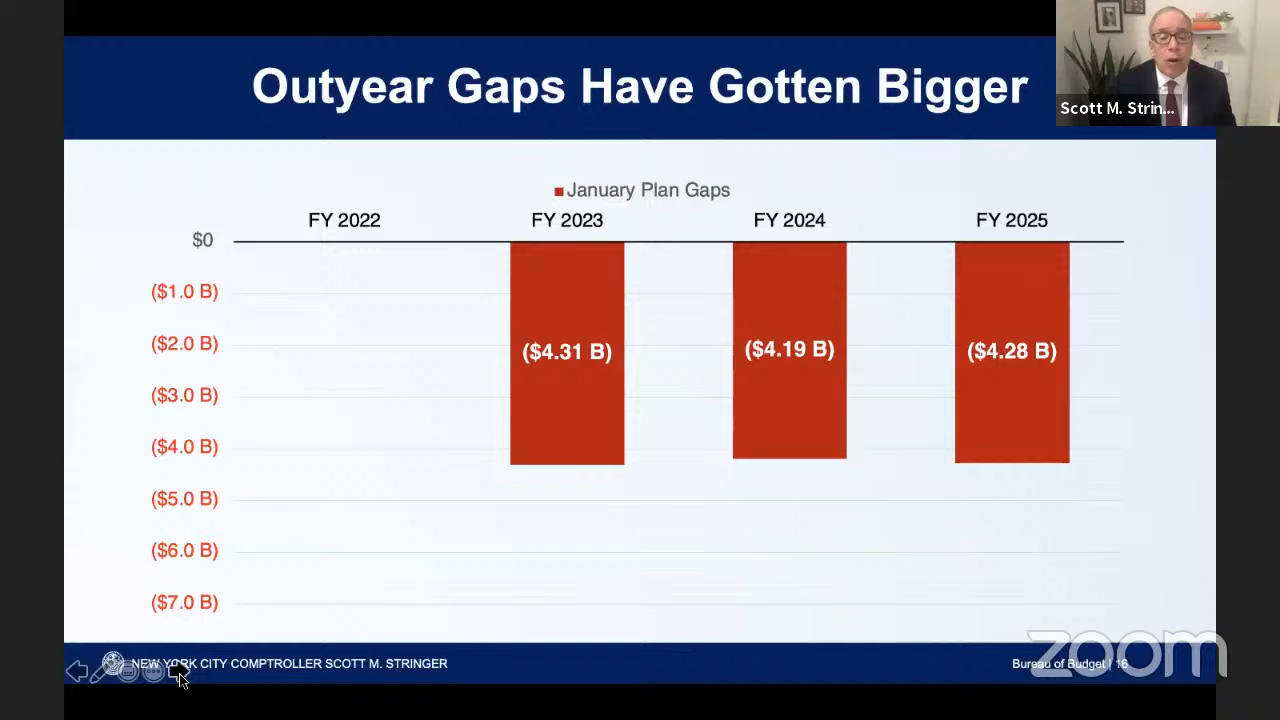 Outyear Gaps Have Gotten Bigger
Scott M. Strin...
January Plan Gaps
FY 2022 FY 2023 FY 2024 FY 2025
$0
($1.0 B)
($2.0 B)
($4.31 B) ($4.19 B) ($4.28 B)
($3.0 B)
($4.0 B)
($5.0 B)
($6.0 B)
($7.0 B)
NEW YORK CITY COMPTROLLER SCOTT M. STRINGER
Bureau of Budget | 16
zoom